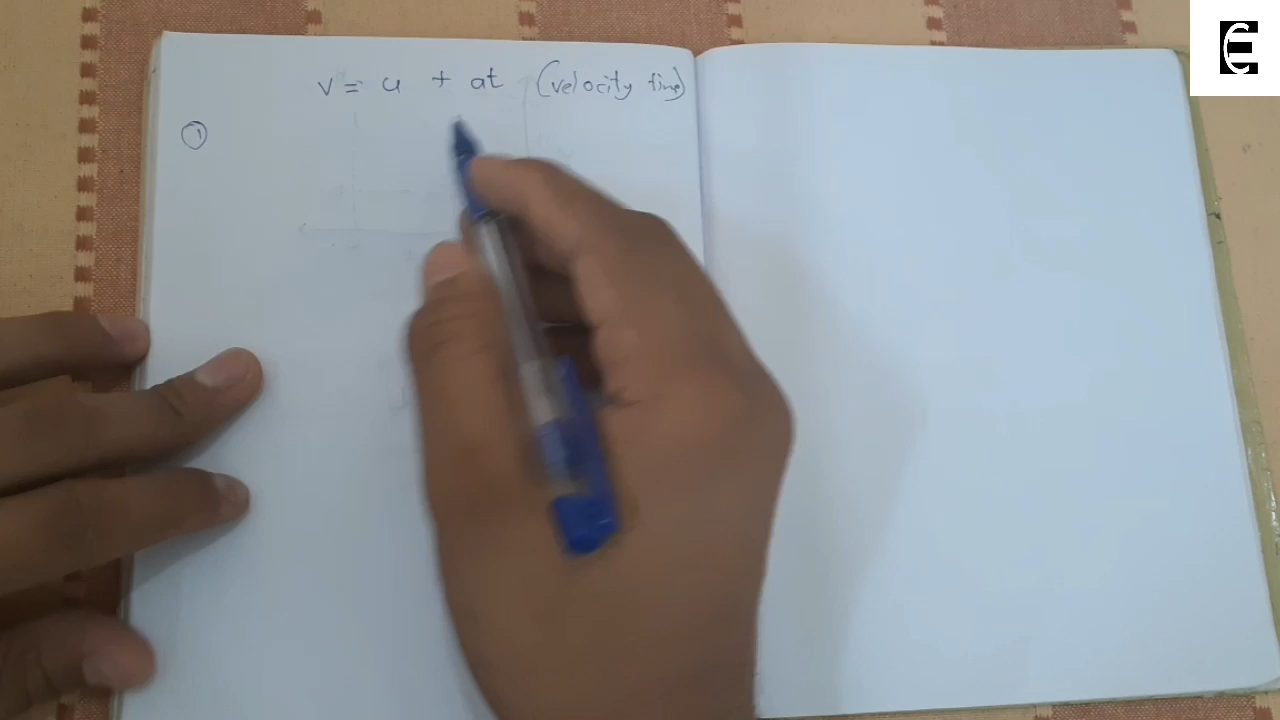 v = u + at (velocity time)
①
Є